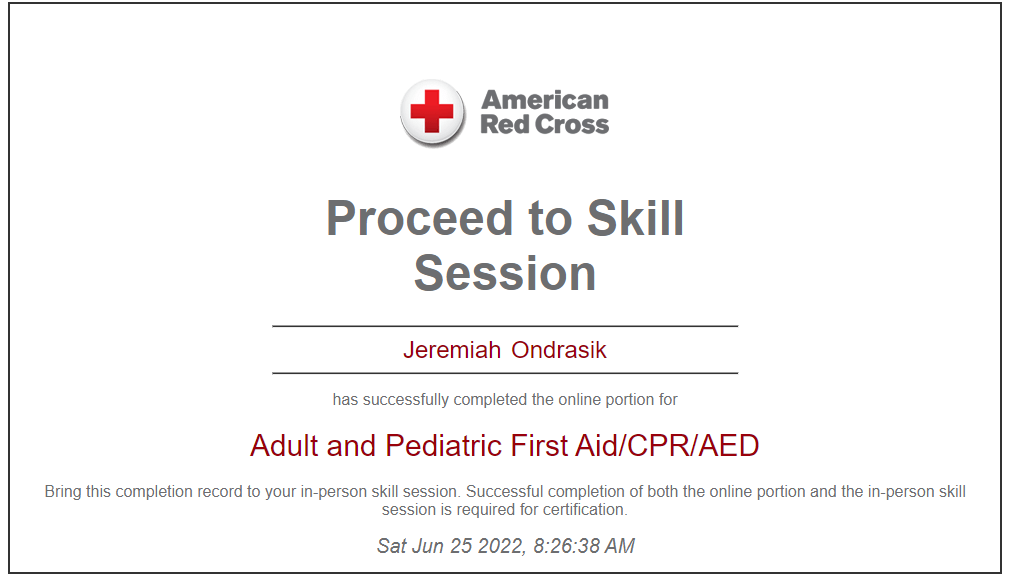 American
Red Cross
Proceed to Skill
Session
Jeremiah Ondrasik
has successfully completed the online portion for
Adult and Pediatric First Aid/CPR/AED
Bring this completion record to your in-person skill session. Successful completion of both the online portion and the in-person skill
session is required for certification.
Sat Jun 25 2022, 8:26:38 AM